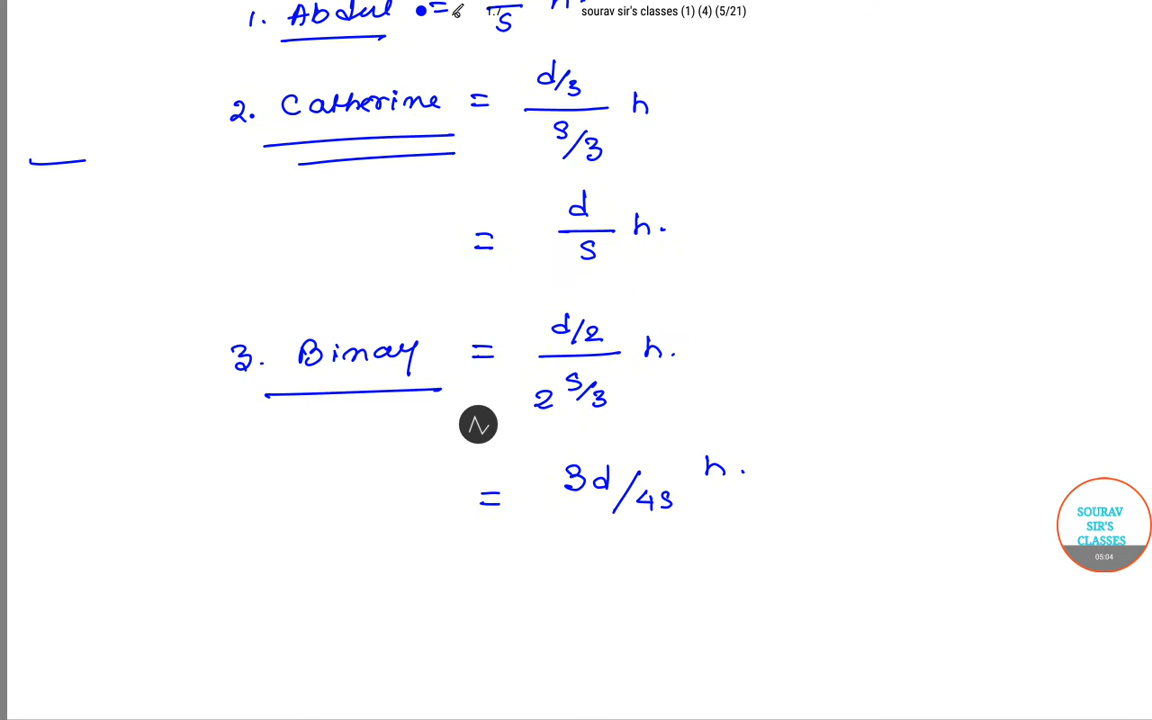 sourav sir's classes (1) (4) (5/21)
1. Abdul = /s h
2. Catherine = d/3 / s/3 h
= d/s h.
3. Binay = d/2 / 2 s/3 h.
= 3d/4s h.
SOURAV
SIR'S
CLASSES
05:04